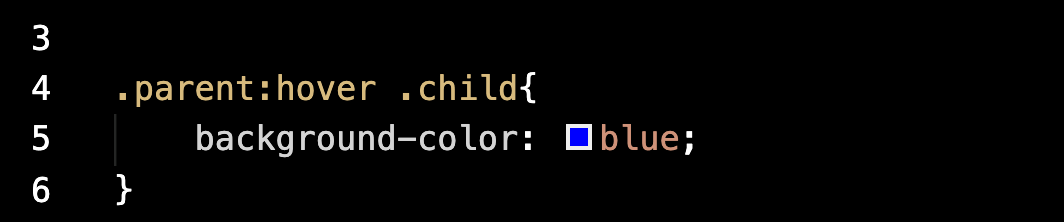 3
4 .parent:hover .child{
5 background-color: blue;
6 }